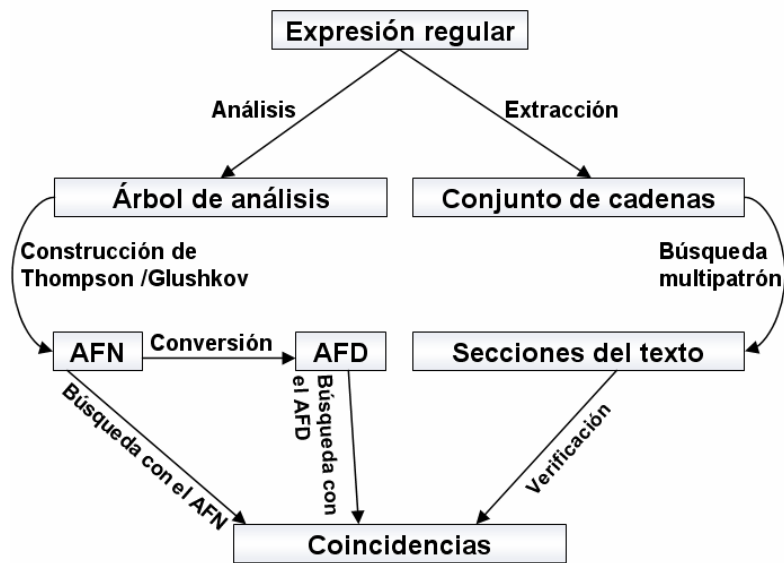 Expresión regular
Análisis
Extracción
Árbol de análisis
Conjunto de cadenas
Construcción de
Thompson /Glushkov
Búsqueda
multipatrón
AFN
Conversión
AFD
Secciones del texto
Búsqueda con el AFN
Búsqueda con
el AFD
Verificación
Coincidencias